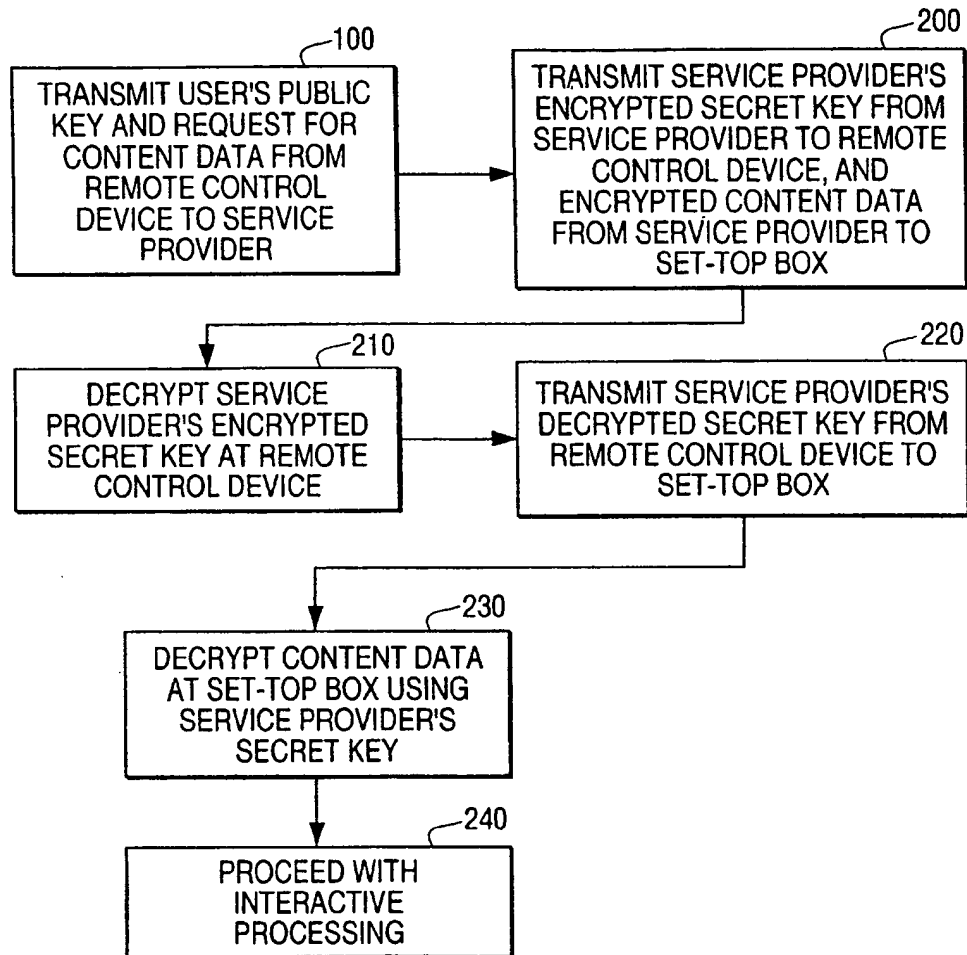 100
TRANSMIT USER'S PUBLIC
KEY AND REQUEST FOR
CONTENT DATA FROM
REMOTE CONTROL
DEVICE TO SERVICE
PROVIDER
200
TRANSMIT SERVICE PROVIDER'S
ENCRYPTED SECRET KEY FROM
SERVICE PROVIDER TO REMOTE
CONTROL DEVICE, AND
ENCRYPTED CONTENT DATA
FROM SERVICE PROVIDER TO
SET-TOP BOX
210
DECRYPT SERVICE
PROVIDER'S ENCRYPTED
SECRET KEY AT REMOTE
CONTROL DEVICE
220
TRANSMIT SERVICE PROVIDER'S
DECRYPTED SECRET KEY FROM
REMOTE CONTROL DEVICE TO
SET-TOP BOX
230
DECRYPT CONTENT DATA
AT SET-TOP BOX USING
SERVICE PROVIDER'S
SECRET KEY
240
PROCEED WITH
INTERACTIVE
PROCESSING